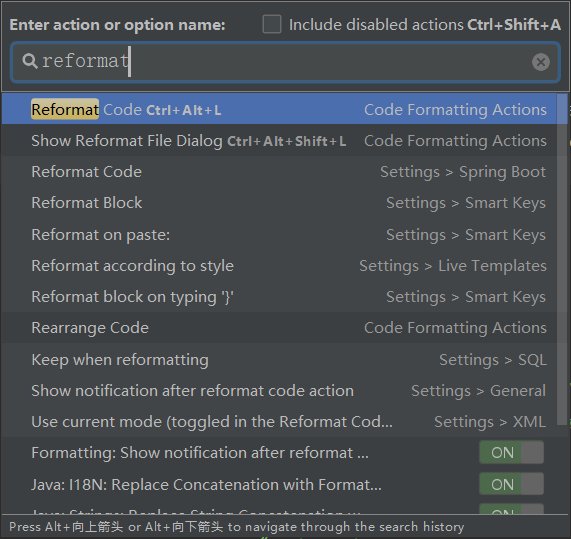 Enter action or option name: Include disabled actions Ctrl+Shift+A
reformat
Reformat Code Ctrl+Alt+L Code Formatting Actions
Show Reformat File Dialog Ctrl+Alt+Shift+L Code Formatting Actions
Reformat Code Settings > Spring Boot
Reformat Block Settings > Smart Keys
Reformat on paste: Settings > Smart Keys
Reformat according to style Settings > Live Templates
Reformat block on typing '}' Settings > Smart Keys
Rearrange Code Code Formatting Actions
Keep when reformatting Settings > SQL
Show notification after reformat code action Settings > General
Use current mode (toggled in the Reformat Cod... Settings > XML
Formatting: Show notification after reformat ... ON
Java: I18N: Replace Concatenation with Format... ON
Java: Strings: Replace String Concatenation w... ON
Press Alt+向上箭头 or Alt+向下箭头 to navigate through the search history